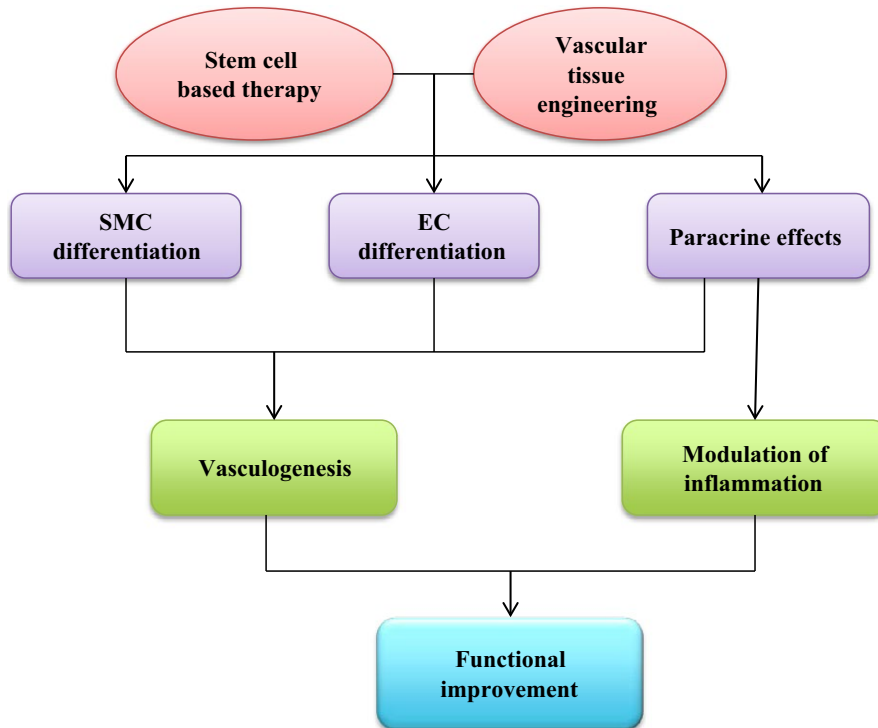 Stem cell
based therapy
Vascular
tissue
engineering
SMC
differentiation
EC
differentiation
Paracrine effects
Vasculogenesis
Modulation of
inflammation
Functional
improvement